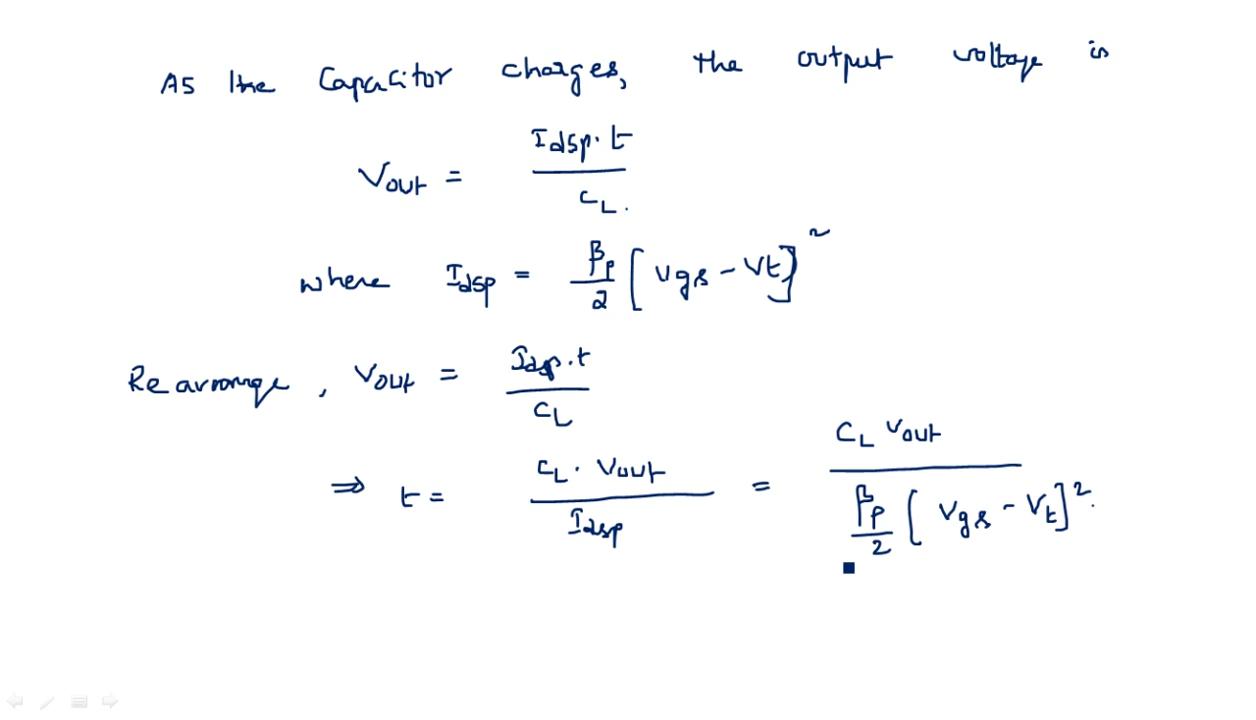 As the Capacitor charges, the output voltage is
Vout = Idsp.t / CL.
where Idsp = βp/2 [Vgs - Vt]²
Rearrange, Vout = Idsp.t / CL
⇒ t = CL. Vout / Idsp = CL Vout / βp/2 [Vgs - Vt]².